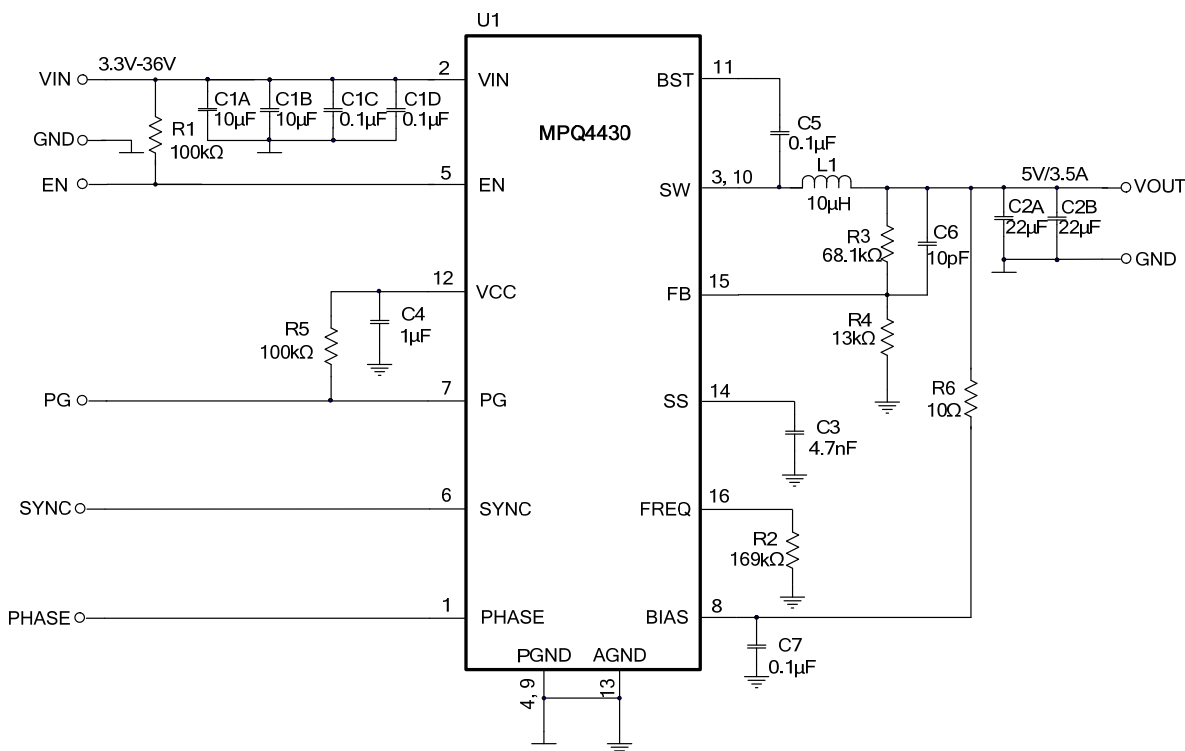 U1
VIN
3.3V-36V
2
VIN
C1A
10µF
C1B
10µF
C1C
0.1µF
C1D
0.1µF
GND
R1
100kΩ
EN
5
EN
MPQ4430
BST
11
C5
0.1µF
SW
3, 10
L1
10µH
5V/3.5A
VOUT
C2A
22µF
C2B
22µF
GND
R3
68.1kΩ
C6
10pF
12
VCC
C4
1µF
R5
100kΩ
FB
15
R4
13kΩ
PG
7
PG
SS
14
C3
4.7nF
R6
10Ω
SYNC
6
SYNC
FREQ
16
R2
169kΩ
PHASE
1
PHASE
BIAS
8
C7
0.1µF
PGND
AGND
4, 9
13